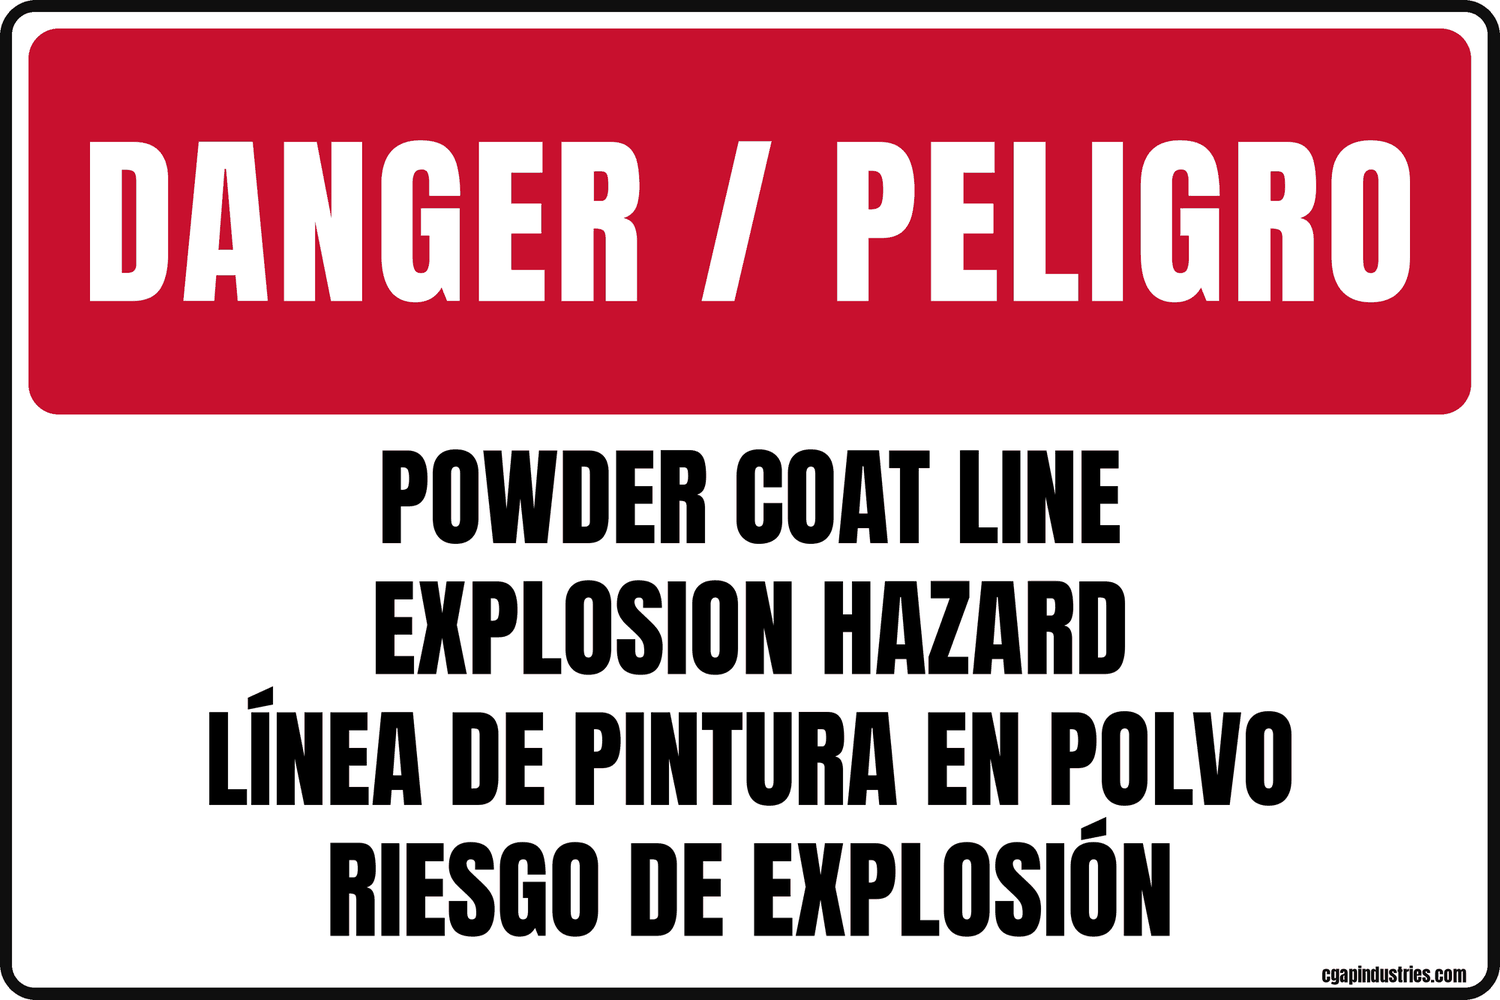 DANGER / PELIGRO
POWDER COAT LINE
EXPLOSION HAZARD
LÍNEA DE PINTURA EN POLVO
RIESGO DE EXPLOSIÓN
cgapindustries.com